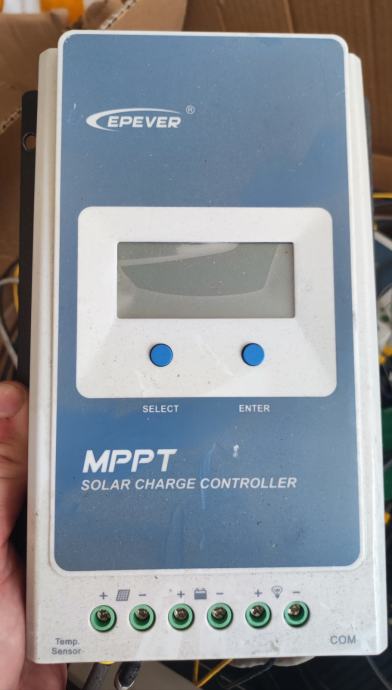 EPEVER ®
SELECT ENTER
MPPT
SOLAR CHARGE CONTROLLER
+ - + - + -
Temp. Sensor
COM